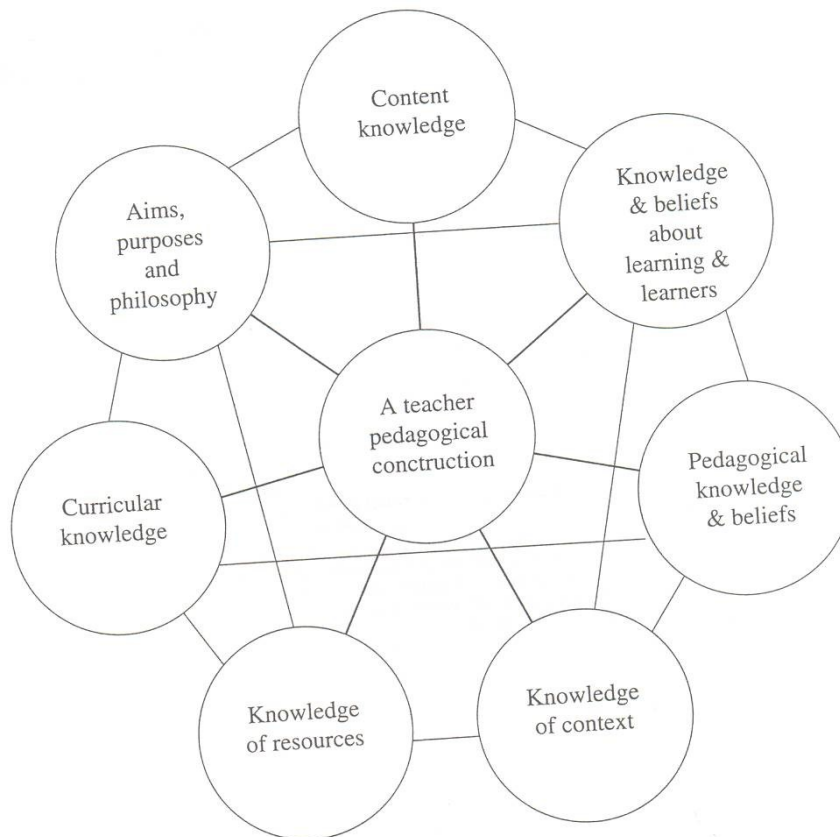 Content
knowledge
Knowledge
& beliefs
about
learning &
learners
Aims,
purposes
and
philosophy
A teacher
pedagogical
conctruction
Pedagogical
knowledge
& beliefs
Curricular
knowledge
Knowledge
of resources
Knowledge
of context